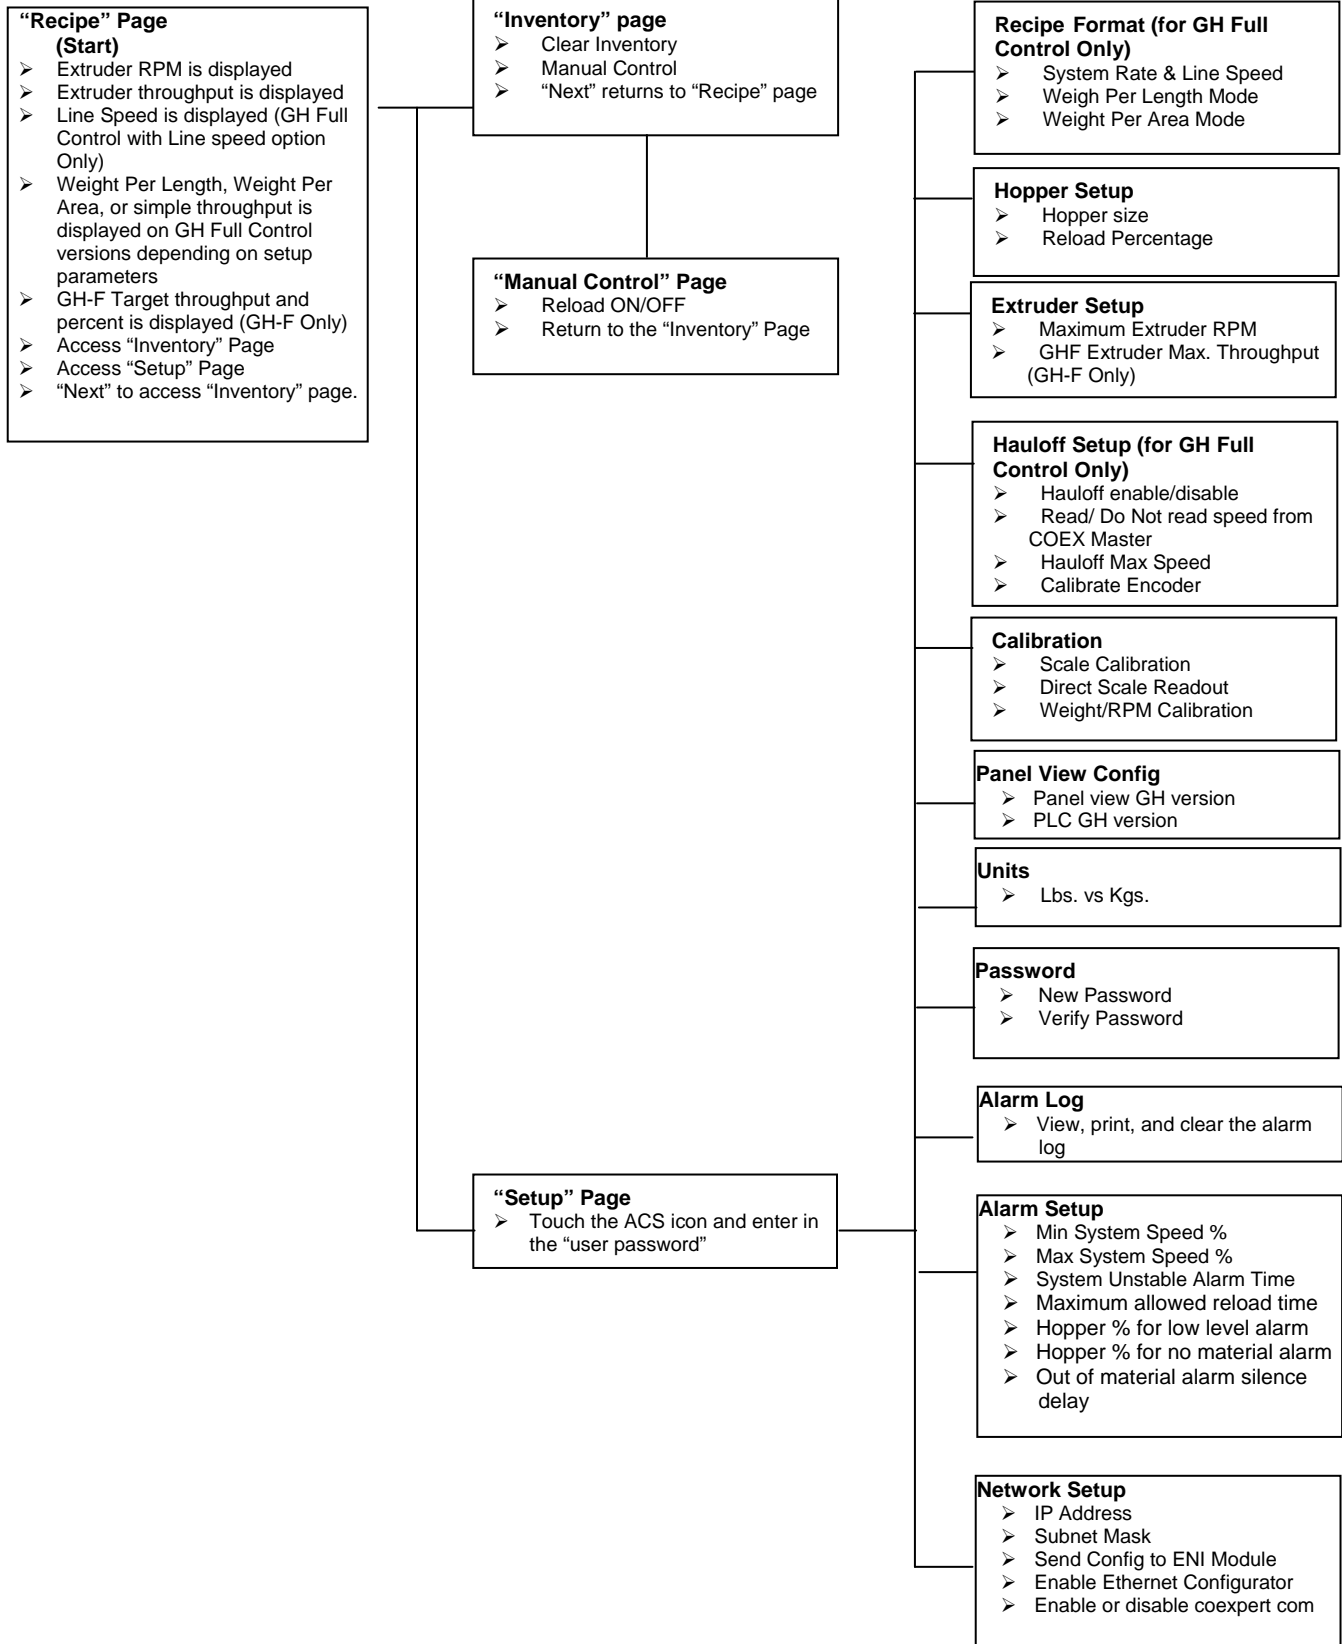 “Recipe” Page
(Start)
➢ Extruder RPM is displayed
➢ Extruder throughput is displayed
➢ Line Speed is displayed (GH Full
Control with Line speed option
Only)
➢ Weight Per Length, Weight Per
Area, or simple throughput is
displayed on GH Full Control
versions depending on setup
parameters
➢ GH-F Target throughput and
percent is displayed (GH-F Only)
➢ Access “Inventory” Page
➢ Access “Setup” Page
➢ “Next” to access “Inventory” page.
“Inventory” page
➢ Clear Inventory
➢ Manual Control
➢ “Next” returns to “Recipe” page
“Manual Control” Page
➢ Reload ON/OFF
➢ Return to the “Inventory” Page
“Setup” Page
➢ Touch the ACS icon and enter in
the “user password”
Recipe Format (for GH Full
Control Only)
➢ System Rate & Line Speed
➢ Weigh Per Length Mode
➢ Weight Per Area Mode
Hopper Setup
➢ Hopper size
➢ Reload Percentage
Extruder Setup
➢ Maximum Extruder RPM
➢ GHF Extruder Max. Throughput
(GH-F Only)
Hauloff Setup (for GH Full
Control Only)
➢ Hauloff enable/disable
➢ Read/ Do Not read speed from
COEX Master
➢ Hauloff Max Speed
➢ Calibrate Encoder
Calibration
➢ Scale Calibration
➢ Direct Scale Readout
➢ Weight/RPM Calibration
Panel View Config
➢ Panel view GH version
➢ PLC GH version
Units
➢ Lbs. vs Kgs.
Password
➢ New Password
➢ Verify Password
Alarm Log
➢ View, print, and clear the alarm
log
Alarm Setup
➢ Min System Speed %
➢ Max System Speed %
➢ System Unstable Alarm Time
➢ Maximum allowed reload time
➢ Hopper % for low level alarm
➢ Hopper % for no material alarm
➢ Out of material alarm silence
delay
Network Setup
➢ IP Address
➢ Subnet Mask
➢ Send Config to ENI Module
➢ Enable Ethernet Configurator
➢ Enable or disable coexpert com